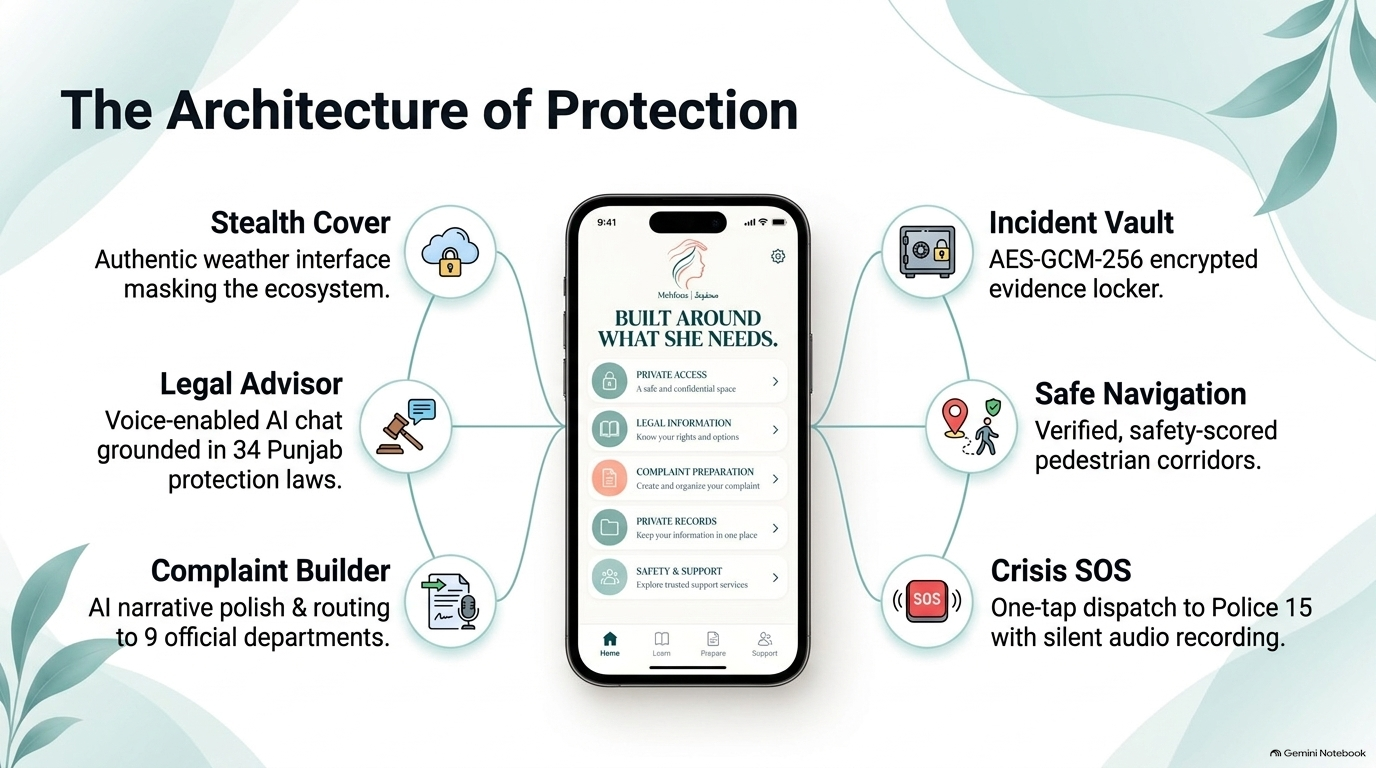 The Architecture of Protection
Stealth Cover
Authentic weather interface
masking the ecosystem.
Legal Advisor
Voice-enabled AI chat
grounded in 34 Punjab
protection laws.
Complaint Builder
AI narrative polish & routing
to 9 official departments.
9:41
Mehfoos |
BUILT AROUND
WHAT SHE NEEDS.
PRIVATE ACCESS
A safe and confidential space
LEGAL INFORMATION
Know your rights and options
COMPLAINT PREPARATION
Create and organize your complaint
PRIVATE RECORDS
Keep your information in one place
SAFETY & SUPPORT
Explore trusted support services
Home Learn Prepare Support
Incident Vault
AES-GCM-256 encrypted
evidence locker.
Safe Navigation
Verified, safety-scored
pedestrian corridors.
SOS
Crisis SOS
One-tap dispatch to Police 15
with silent audio recording.
Gemini Notebook